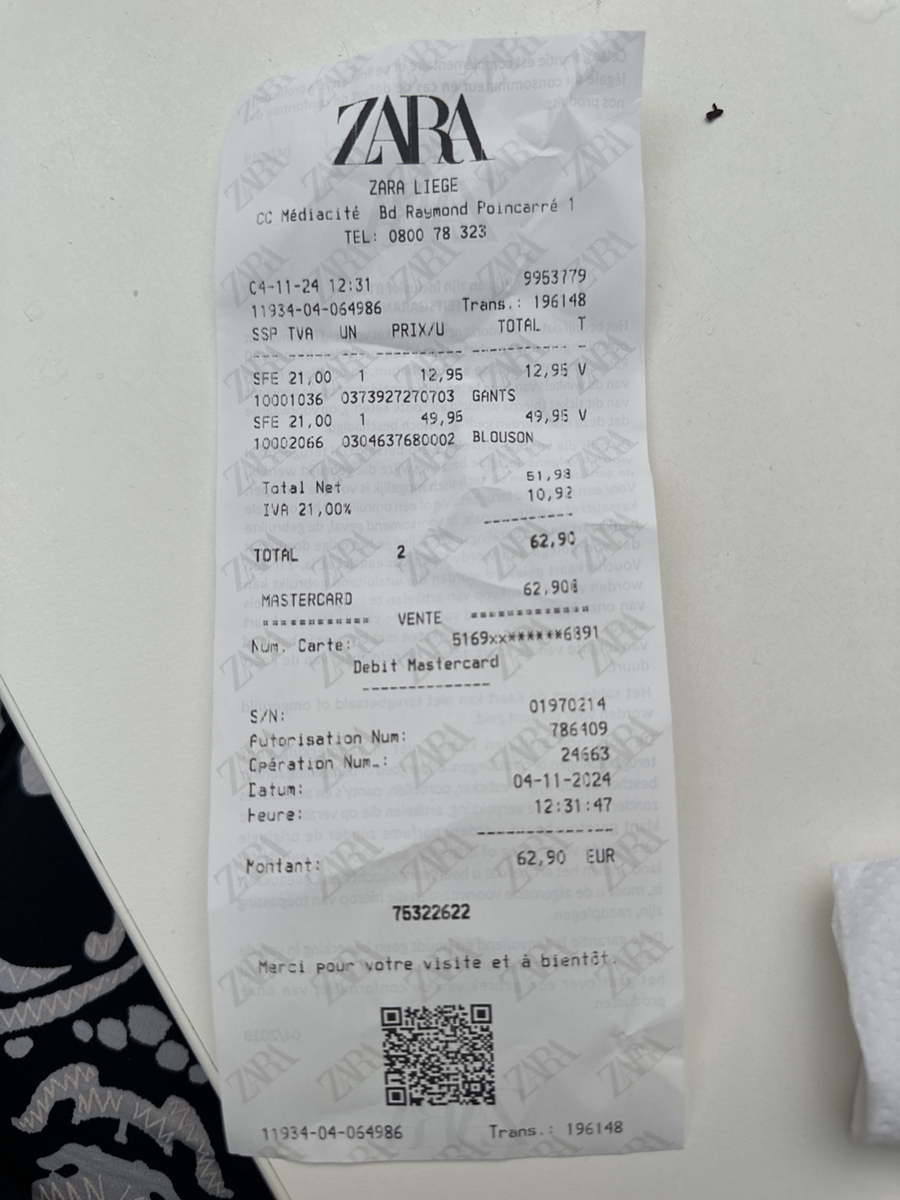 ZARA
ZARA LIEGE
CC Médiacité Bd Raymond Poincarré 1
TEL: 0800 78 323
04-11-24 12:31 9953779
11934-04-064986 Trans.: 196148
SSP TVA UN PRIX/U TOTAL T
SFE 21,00 1 12,95 12,95 V
10001036 0373927270703 GANTS
SFE 21,00 1 49,95 49,95 V
10002066 0304637680002 BLOUSON
Total Net 51,98
IVA 21,00% 10,92
TOTAL 2 62,90
MASTERCARD 62,90
VENTE
Num. Carte: 5169xx******6891
Debit Mastercard
S/N: 01970214
Autorisation Num:
Opération Num.: 24663
Datum: 04-11-2024
Heure: 12:31:47
Montant: 62,90 EUR
75322622
Merci pour votre visite et à bientôt.
11934-04-064986 Trans.: 196148